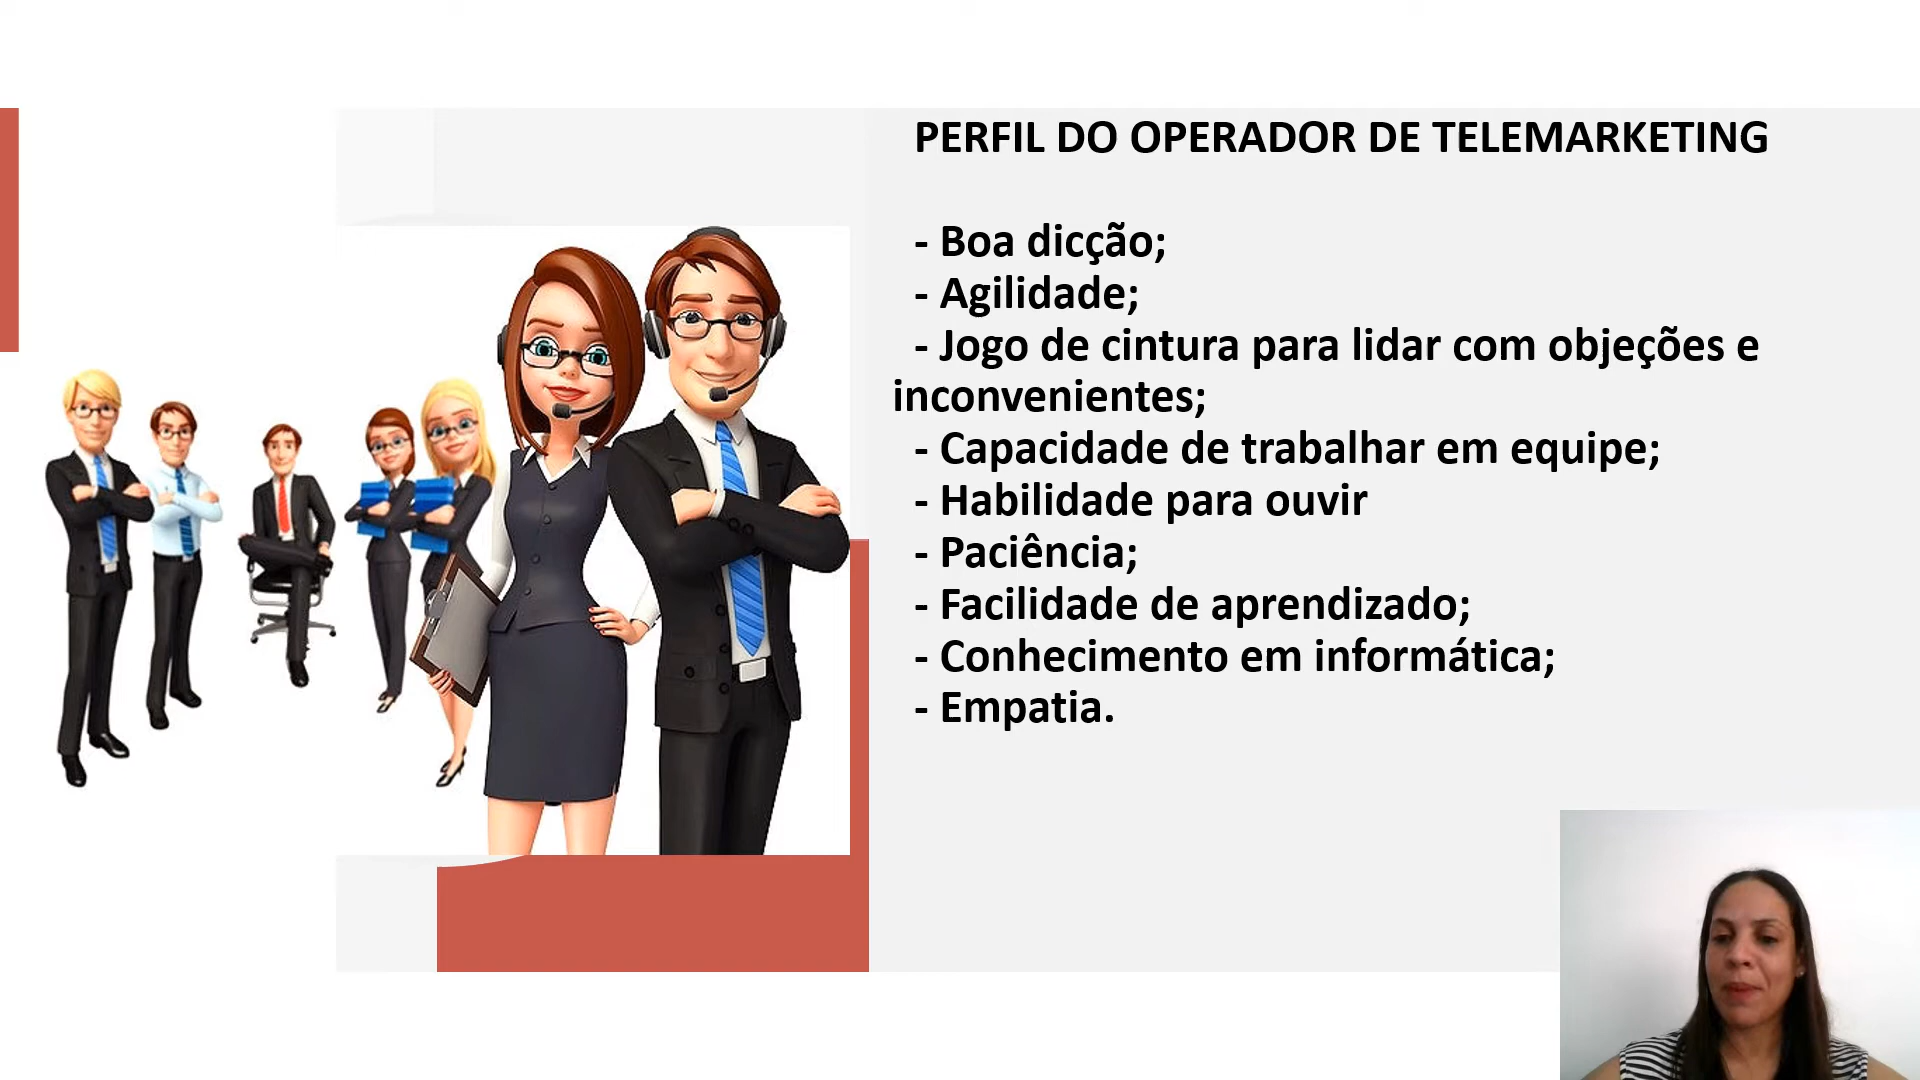 PERFIL DO OPERADOR DE TELEMARKETING
- Boa dicção;
- Agilidade;
- Jogo de cintura para lidar com objeções e
inconvenientes;
- Capacidade de trabalhar em equipe;
- Habilidade para ouvir
- Paciência;
- Facilidade de aprendizado;
- Conhecimento em informática;
- Empatia.